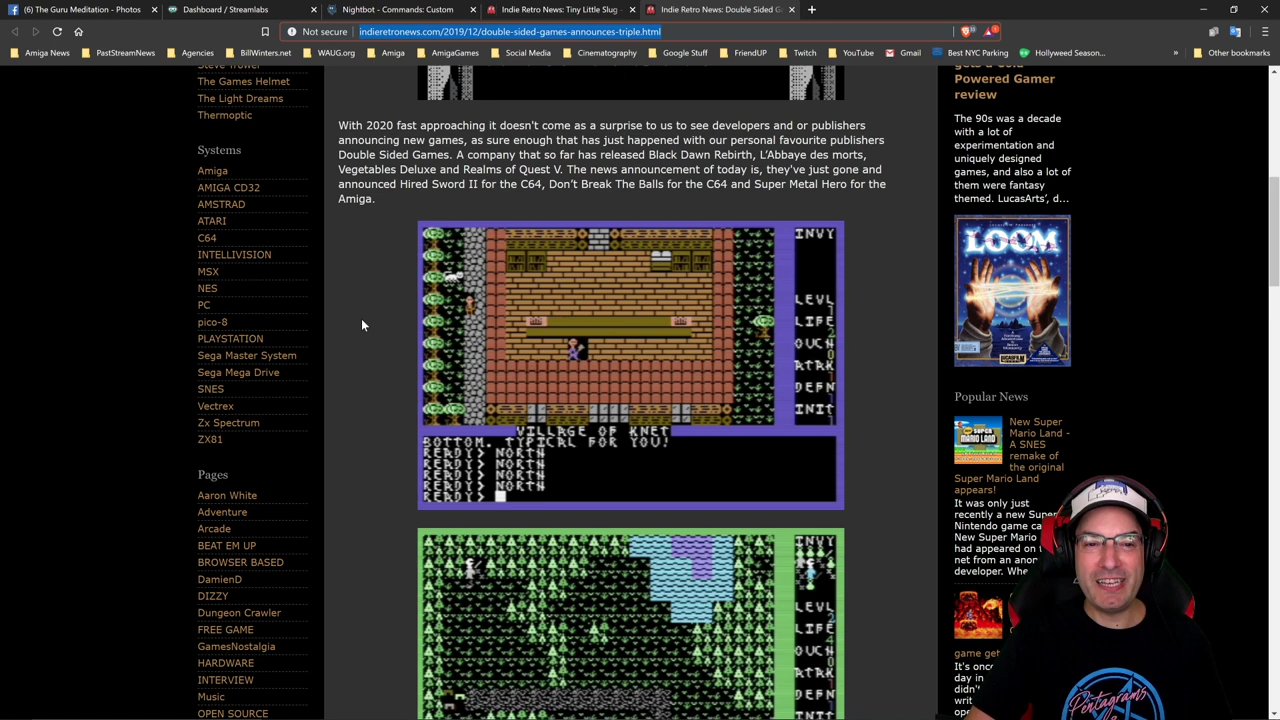 (6) The Guru Meditation - Photos
Dashboard / Streamlabs
Nightbot - Commands: Custom
Indie Retro News: Tiny Little Slug -
Indie Retro News: Double Sided G
Not secure
indieretronews.com/2019/12/double-sided-games-announces-triple.html
Amiga News
PastStreamNews
Agencies
BillWinters.net
WAUG.org
Amiga
AmigaGames
Social Media
Cinematography
Google Stuff
FriendUP
Twitch
YouTube
Gmail
Best NYC Parking
Hollyweed Season...
»
Other bookmarks
Steve Trower
The Games Helmet
The Light Dreams
Thermoptic
Systems
Amiga
AMIGA CD32
AMSTRAD
ATARI
C64
INTELLIVISION
MSX
NES
PC
pico-8
PLAYSTATION
Sega Master System
Sega Mega Drive
SNES
Vectrex
Zx Spectrum
ZX81
Pages
Aaron White
Adventure
Arcade
BEAT EM UP
BROWSER BASED
DamienD
DIZZY
Dungeon Crawler
FREE GAME
GamesNostalgia
HARDWARE
INTERVIEW
Music
OPEN SOURCE
With 2020 fast approaching it doesn't come as a surprise to us to see developers and or publishers
announcing new games, as sure enough that has just happened with our personal favourite publishers
Double Sided Games. A company that so far has released Black Dawn Rebirth, L'Abbaye des morts,
Vegetables Deluxe and Realms of Quest V. The news announcement of today is, they've just gone and
announced Hired Sword II for the C64, Don't Break The Balls for the C64 and Super Metal Hero for the
Amiga.
INVY
LEVL
LIFE
OUCH
ATAK
DEFN
INIT
VILLAGE OF KNET
BOTTOM. TYPICAL FOR YOU!
READY> NORTH
READY> NORTH
READY> NORTH
READY> NORTH
READY>
INVY
LEVL
LIFE
OUCH
ATAK
DEFN
Powered Gamer
review
The 90s was a decade
with a lot of
experimentation and
uniquely designed
games, and also a lot of
them were fantasy
themed. LucasArts', d...
LOOM
Popular News
New Super
Mario Land -
A SNES
remake of
the original
Super Mario Land
appears!
It was only just
recently a new Super
Nintendo game ca
New Super Mario
had appeared on
net from an anon
developer. Whe
game get
It's once
day in
didn'
writ
Pentagrams